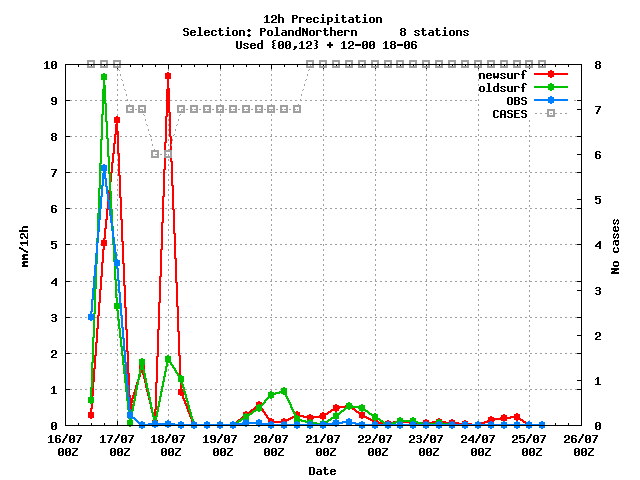 12h Precipitation
Selection: PolandNorthern 8 stations
Used {00,12} + 12-00 18-06
newsurf
oldsurf
OBS
CASES
10
9
8
7
6
5
4
3
2
1
0
mm/12h
8
7
6
5
4
3
2
1
0
No cases
16/07 17/07 18/07 19/07 20/07 21/07 22/07 23/07 24/07 25/07 26/07
00Z 00Z 00Z 00Z 00Z 00Z 00Z 00Z 00Z 00Z 00Z
Date